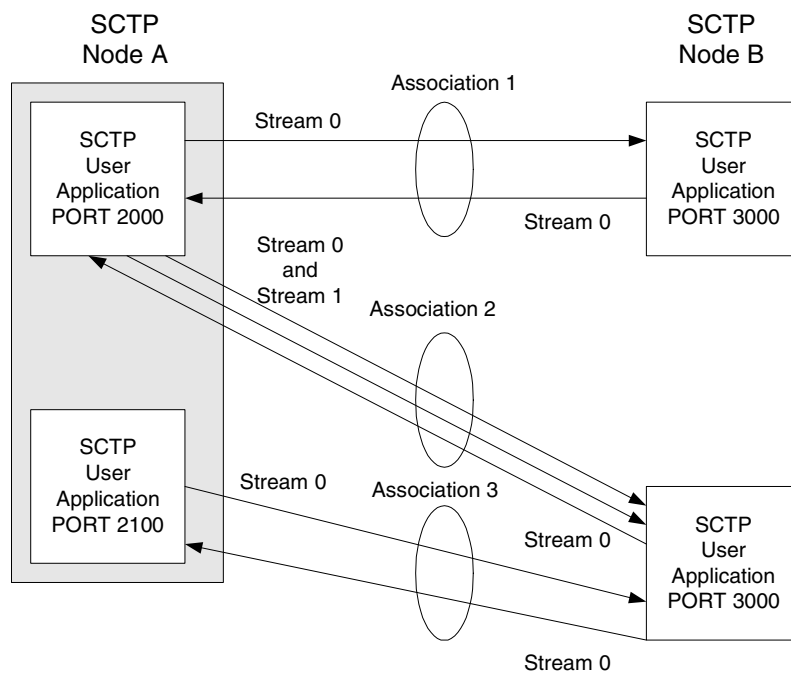 SCTP
Node A
SCTP
Node B
Association 1
SCTP
User
Application
PORT 2000
Stream 0
SCTP
User
Application
PORT 3000
Stream 0
Stream 0
and
Stream 1
Association 2
SCTP
User
Application
PORT 2100
Stream 0
Association 3
Stream 0
SCTP
User
Application
PORT 3000
Stream 0